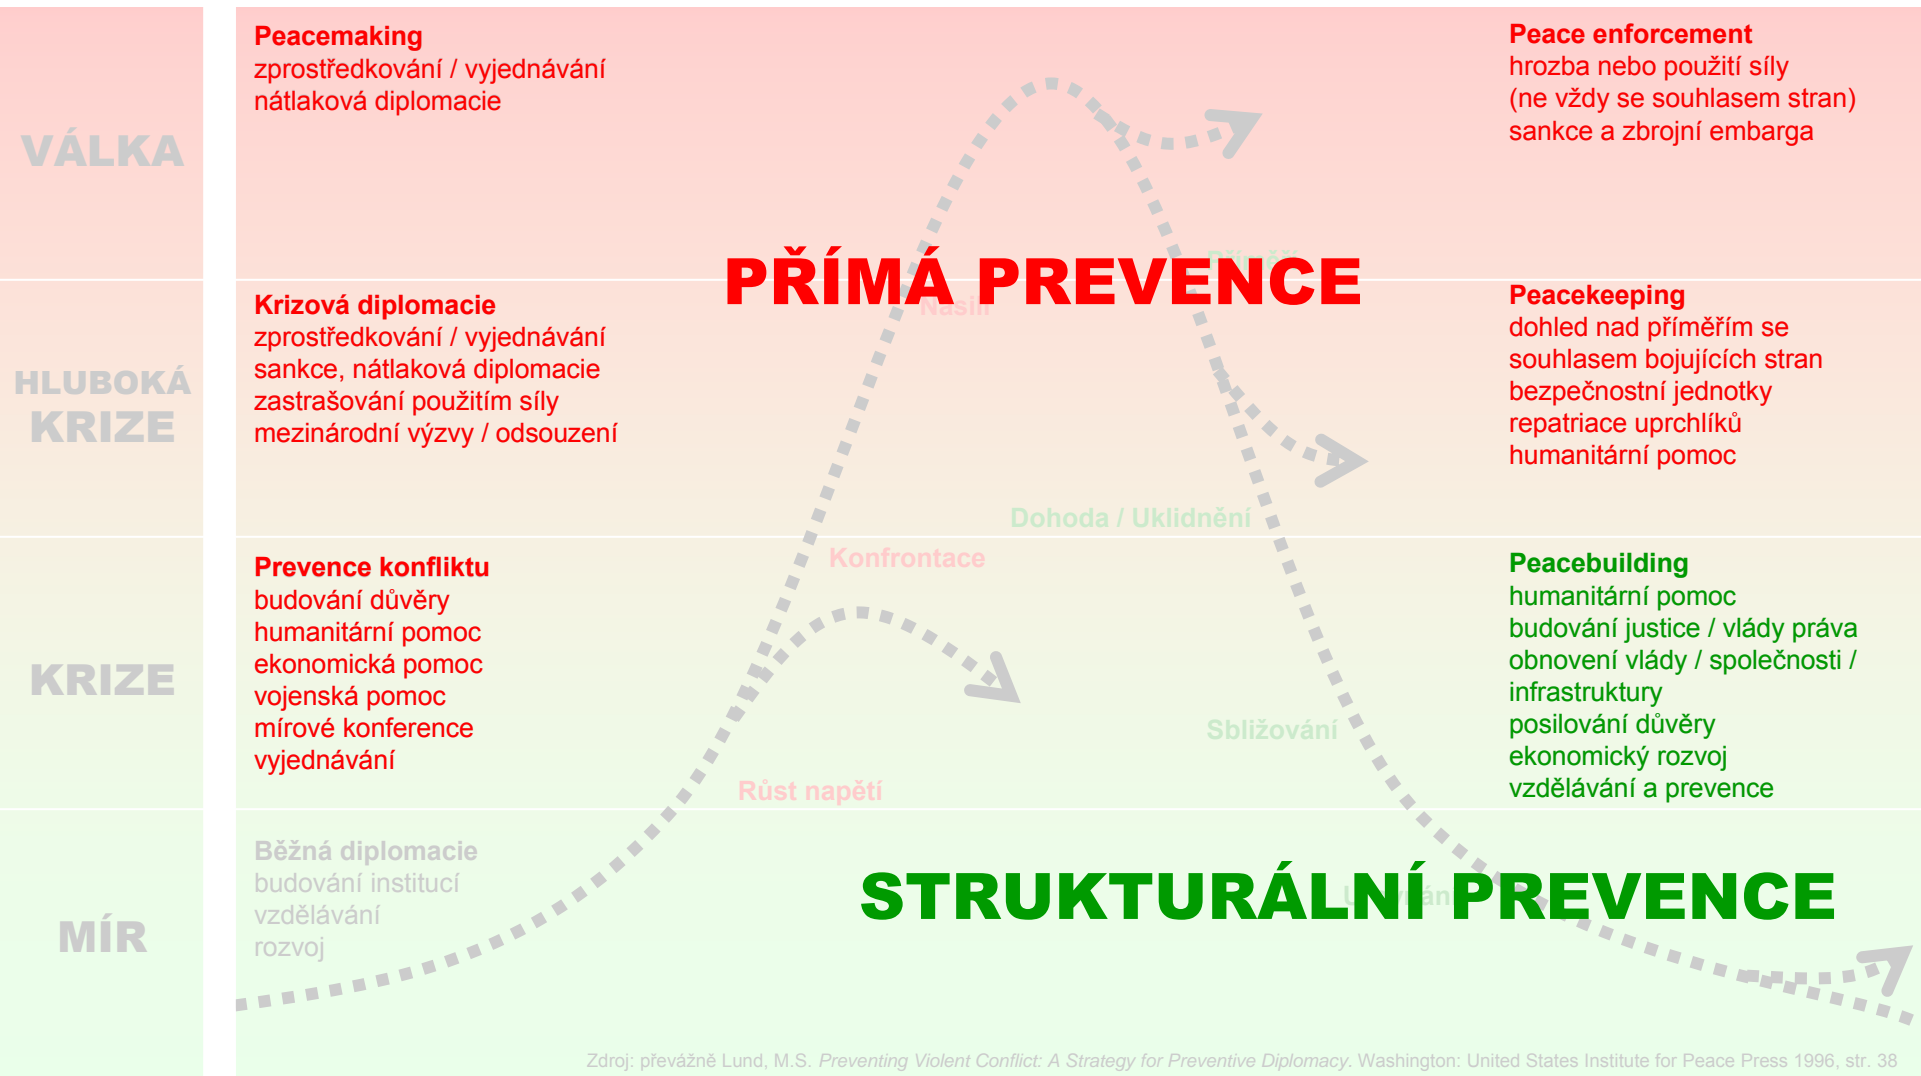 VÁLKA
Peacemaking
zprostředkování / vyjednávání
nátlaková diplomacie
Peace enforcement
hrozba nebo použití síly
(ne vždy se souhlasem stran)
sankce a zbrojní embarga
PŘÍMÁ PREVENCE
Násilí
HLUBOKÁ
KRIZE
Krizová diplomacie
zprostředkování / vyjednávání
sankce, nátlaková diplomacie
zastrašování použitím síly
mezinárodní výzvy / odsouzení
Peacekeeping
dohled nad příměřím se
souhlasem bojujících stran
bezpečnostní jednotky
repatriace uprchlíků
humanitární pomoc
Dohoda / Uklidnění
Konfrontace
KRIZE
Prevence konfliktu
budování důvěry
humanitární pomoc
ekonomická pomoc
vojenská pomoc
mírové konference
vyjednávání
Peacebuilding
humanitární pomoc
budování justice / vlády práva
obnovení vlády / společnosti /
infrastruktury
posilování důvěry
ekonomický rozvoj
vzdělávání a prevence
Sbližování
Růst napětí
MÍR
Běžná diplomacie
budování institucí
vzdělávání
rozvoj
STRUKTURÁLNÍ PREVENCE
Zdroj: převážně Lund, M.S. Preventing Violent Conflict: A Strategy for Preventive Diplomacy. Washington: United States Institute for Peace Press 1996, str. 38